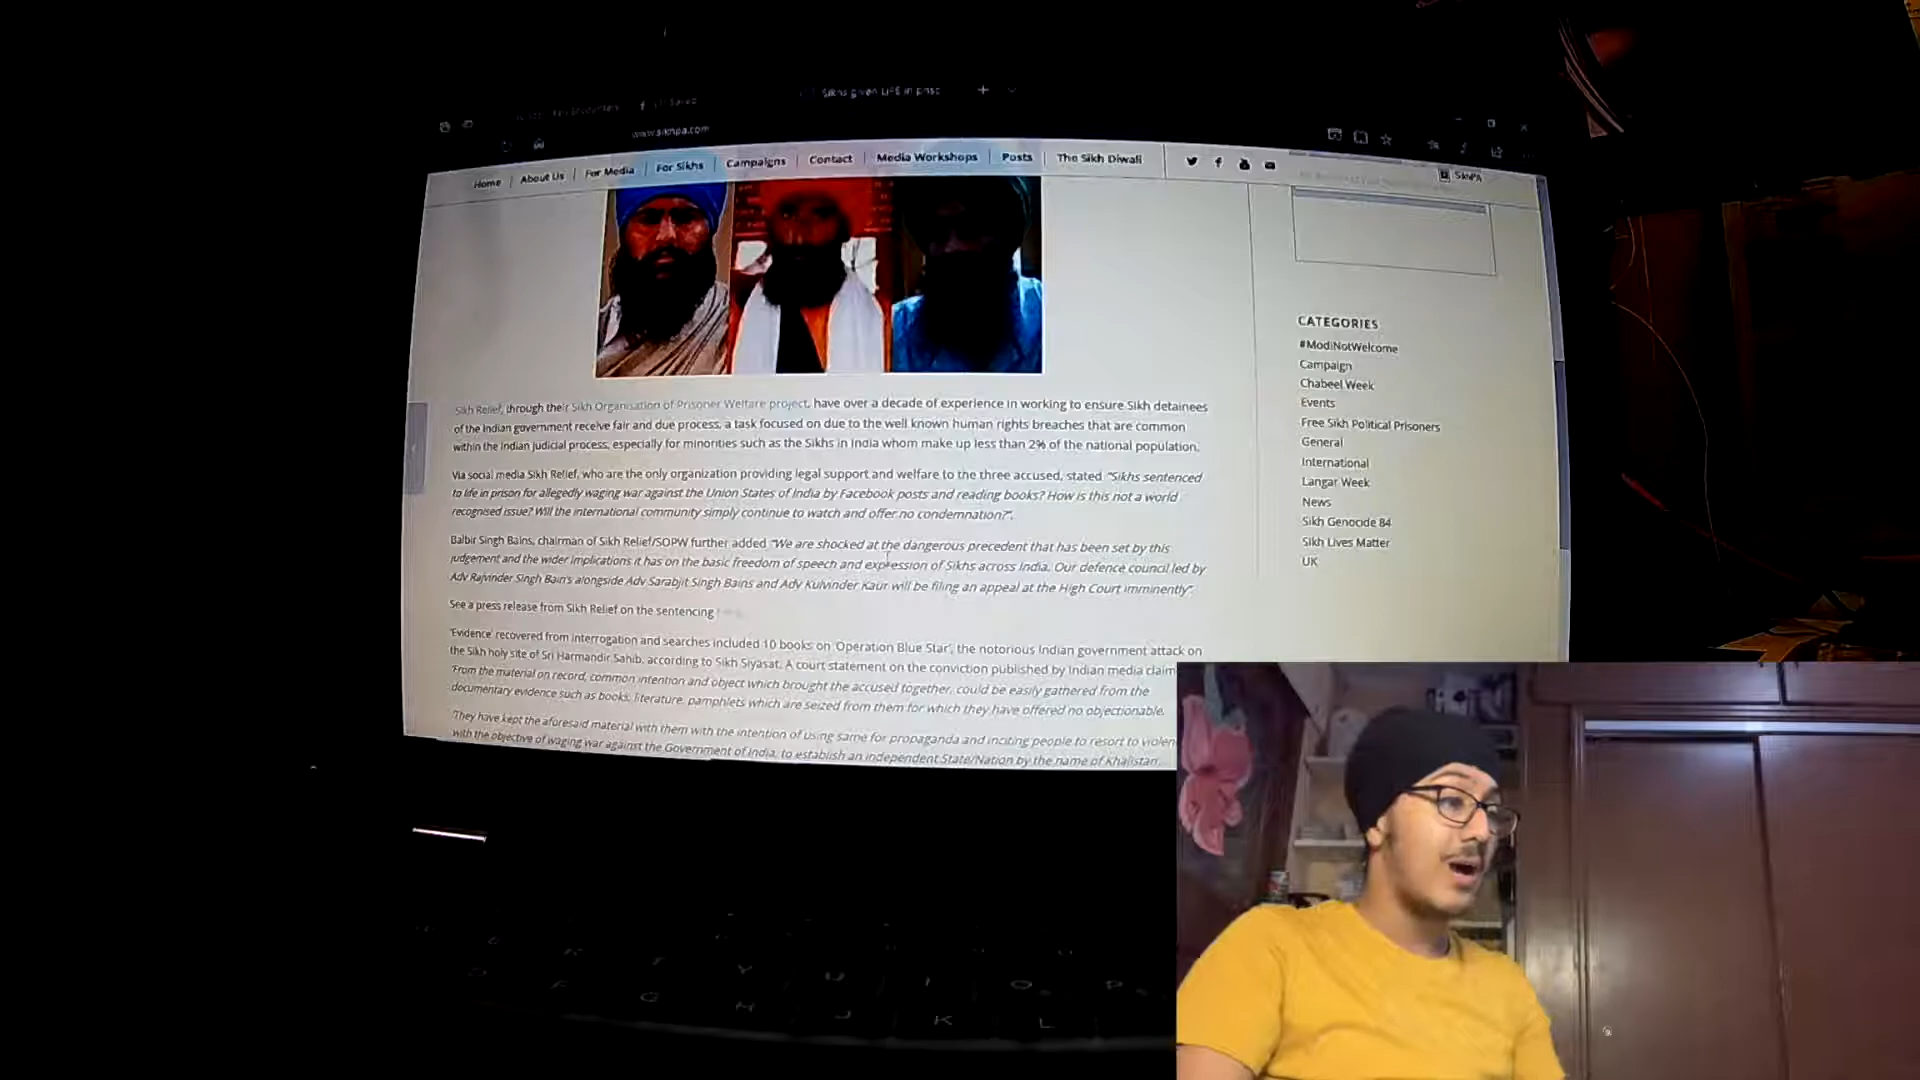 Sikhs given LIFE in prisc
www.sikhpa.com
Home | About Us | For Media | For Sikhs | Campaigns | Contact | Media Workshops | Posts | The Sikh Diwali
SikhPA
Sikh Relief, through their Sikh Organisation of Prisoner Welfare project, have over a decade of experience in working to ensure Sikh detainees
of the Indian government receive fair and due process, a task focused on due to the well known human rights breaches that are common
within the Indian judicial process, especially for minorities such as the Sikhs in India whom make up less than 2% of the national population.
Via social media Sikh Relief, who are the only organization providing legal support and welfare to the three accused, stated "Sikhs sentenced
to life in prison for allegedly waging war against the Union States of India by Facebook posts and reading books? How is this not a world
recognised issue? Will the international community simply continue to watch and offer no condemnation?".
Balbir Singh Bains, chairman of Sikh Relief/SOPW further added "We are shocked at the dangerous precedent that has been set by this
judgement and the wider implications it has on the basic freedom of speech and expression of Sikhs across India. Our defence council led by
Adv Rajvinder Singh Bains alongside Adv Sarabjit Singh Bains and Adv Kulvinder Kaur will be filing an appeal at the High Court imminently".
See a press release from Sikh Relief on the sentencing
'Evidence' recovered from interrogation and searches included 10 books on 'Operation Blue Star', the notorious Indian government attack on
the Sikh holy site of Sri Harmandir Sahib, according to Sikh Siyasat. A court statement on the conviction published by Indian media claim
'From the material on record, common intention and object which brought the accused together, could be easily gathered from the
documentary evidence such as books, literature, pamphlets which are seized from them for which they have offered no objectionable.
'They have kept the aforesaid material with them with the intention of using same for propaganda and inciting people to resort to violen
with the objective of waging war against the Government of India, to establish an independent State/Nation by the name of Khalistan.
CATEGORIES
#ModiNotWelcome
Campaign
Chabeel Week
Events
Free Sikh Political Prisoners
General
International
Langar Week
News
Sikh Genocide 84
Sikh Lives Matter
UK
Y U I O P
G H J K L